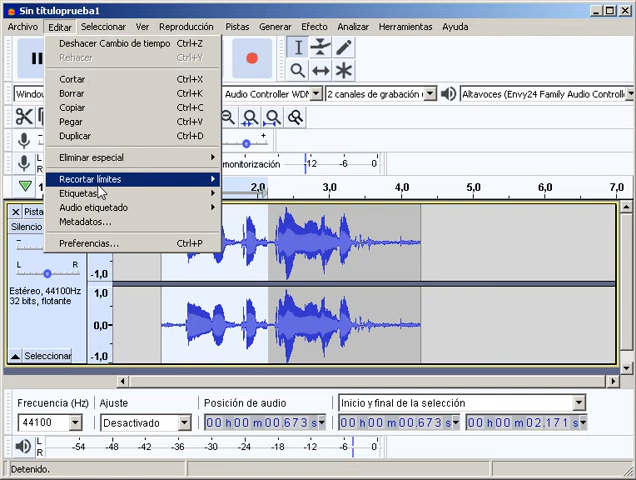 Sin títuloprueba1
Archivo Editar Seleccionar Ver Reproducción Pistas Generar Efecto Analizar Herramientas Ayuda
Deshacer Cambio de tiempo Ctrl+Z
Rehacer Ctrl+Y
Cortar Ctrl+X
Borrar Ctrl+K
Copiar Ctrl+C
Pegar Ctrl+V
Duplicar Ctrl+D
Eliminar especial
Recortar límites
Etiquetas
Audio etiquetado
Metadatos...
Preferencias... Ctrl+P
Audio Controller WDM
2 canales de grabación
Altavoces (Envy24 Family Audio Controller
L
R
monitorización -12 -6 0
2,0 3,0 4,0 5,0 6,0 7,0
Pista
Silencio
L R
Estéreo, 44100Hz
32 bits, flotante
-1,0
1,0
0,0-
-1,0
Seleccionar
Frecuencia (Hz) Ajuste Posición de audio Inicio y final de la selección
44100 Desactivado 00 h 00 m 00.673 s 00 h 00 m 00.673 s 00 h 00 m 02.171 s
L
R
-54 -48 -42 -36 -30 -24 -18 -12 -6 0
Detenido.